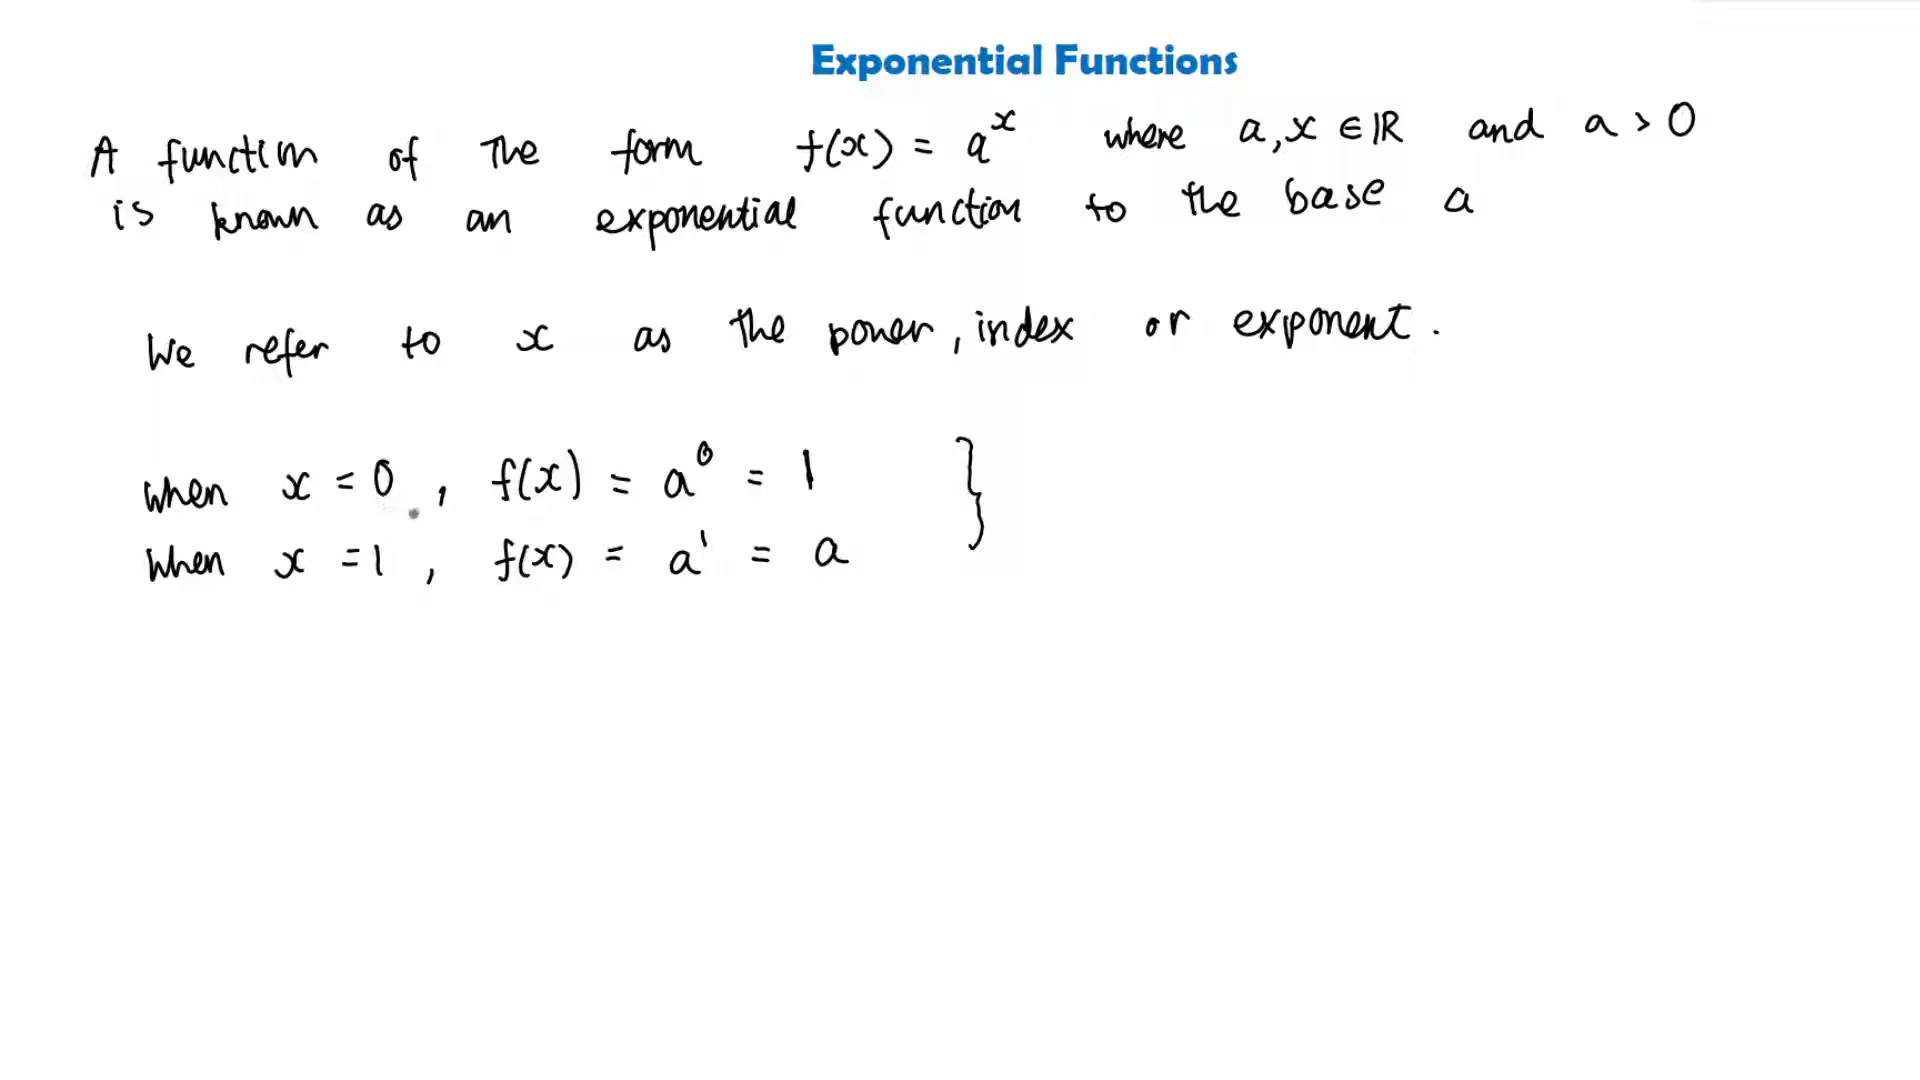 Exponential Functions
A function of the form f(x) = a^x where a, x ∈ ℝ and a > 0
is known as an exponential function to the base a
We refer to x as the power, index or exponent.
when x = 0, f(x) = a^0 = 1 }
when x = 1, f(x) = a^1 = a